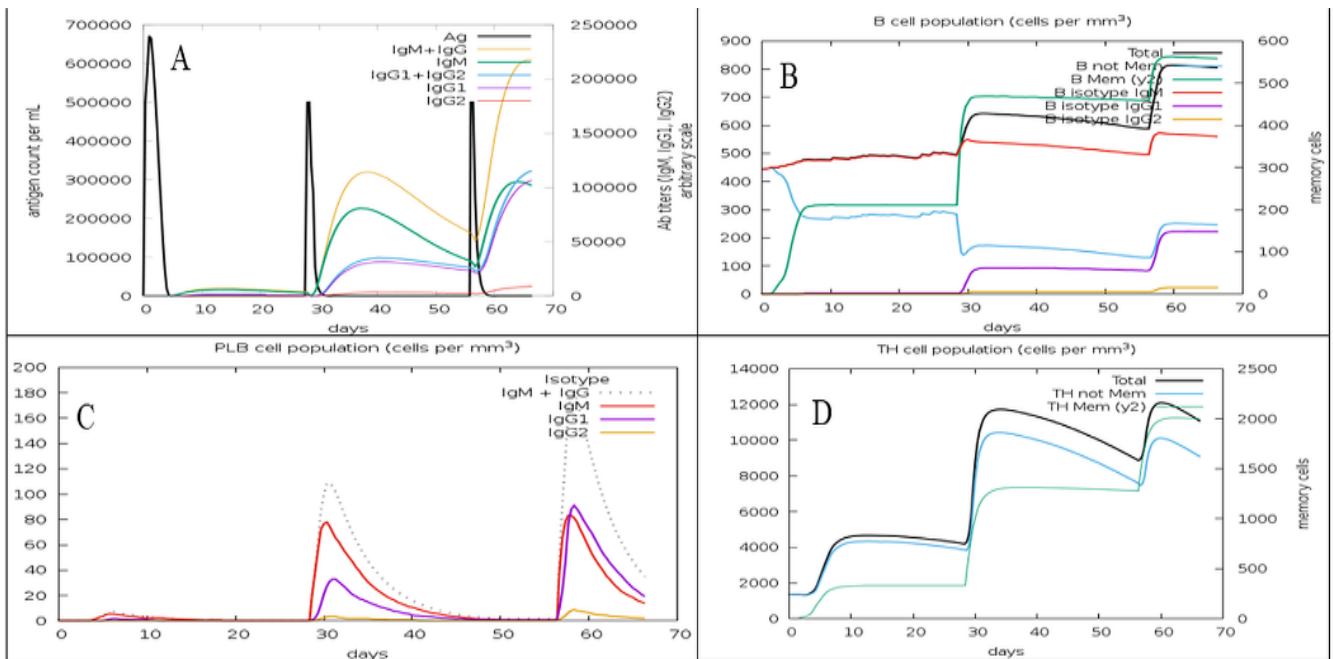 700000
600000
500000
400000
300000
200000
100000
0
antigen count per mL
A
Ag
IgM+IgG
IgM
IgG1+IgG2
IgG1
IgG2
250000
200000
150000
100000
50000
0
Ab titers (IgM, IgG1, IgG2)
arbitrary scale
0 10 20 30 40 50 60 70
days
B cell population (cells per mm³)
900
800
700
600
500
400
300
200
100
0
B
Total
B not Mem
B Mem (y2)
B isotype IgM
B isotype IgG1
B isotype IgG2
600
500
400
300
200
100
0
memory cells
0 10 20 30 40 50 60 70
days
PLB cell population (cells per mm³)
200
180
160
140
120
100
80
60
40
20
0
C
Isotype
IgM + IgG
IgM
IgG1
IgG2
0 10 20 30 40 50 60 70
days
TH cell population (cells per mm³)
14000
12000
10000
8000
6000
4000
2000
0
D
Total
TH not Mem
TH Mem (y2)
2500
2000
1500
1000
500
0
memory cells
0 10 20 30 40 50 60 70
days